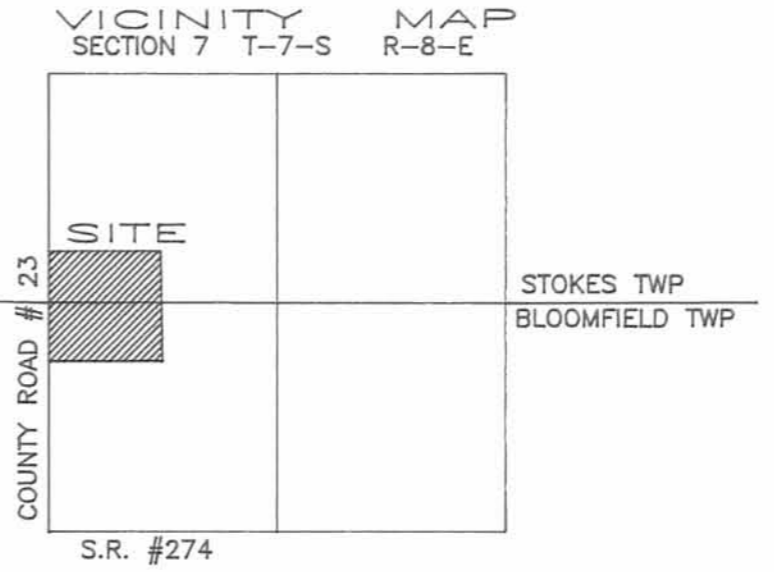 VICINITY MAP
SECTION 7 T-7-S R-8-E
SITE
COUNTY ROAD # 23
STOKES TWP
BLOOMFIELD TWP
S.R. #274